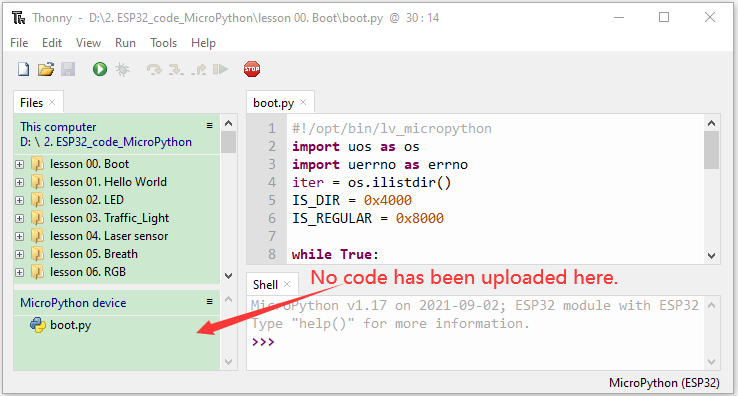 Thonny - D:\2. ESP32_code_MicroPython\lesson 00. Boot\boot.py @ 30 : 14
File Edit View Run Tools Help
STOP
Files ×
This computer
D: \ 2. ESP32_code_MicroPython
lesson 00. Boot
lesson 01. Hello World
lesson 02. LED
lesson 03. Traffic_Light
lesson 04. Laser sensor
lesson 05. Breath
lesson 06. RGB
MicroPython device
boot.py
boot.py ×
1 #!/opt/bin/lv_micropython
2 import uos as os
3 import uerrno as errno
4 iter = os.ilistdir()
5 IS_DIR = 0x4000
6 IS_REGULAR = 0x8000
7
8 while True:
No code has been uploaded here.
Shell ×
MicroPython v1.17 on 2021-09-02; ESP32 module with ESP32
Type "help()" for more information.
>>>
MicroPython (ESP32)